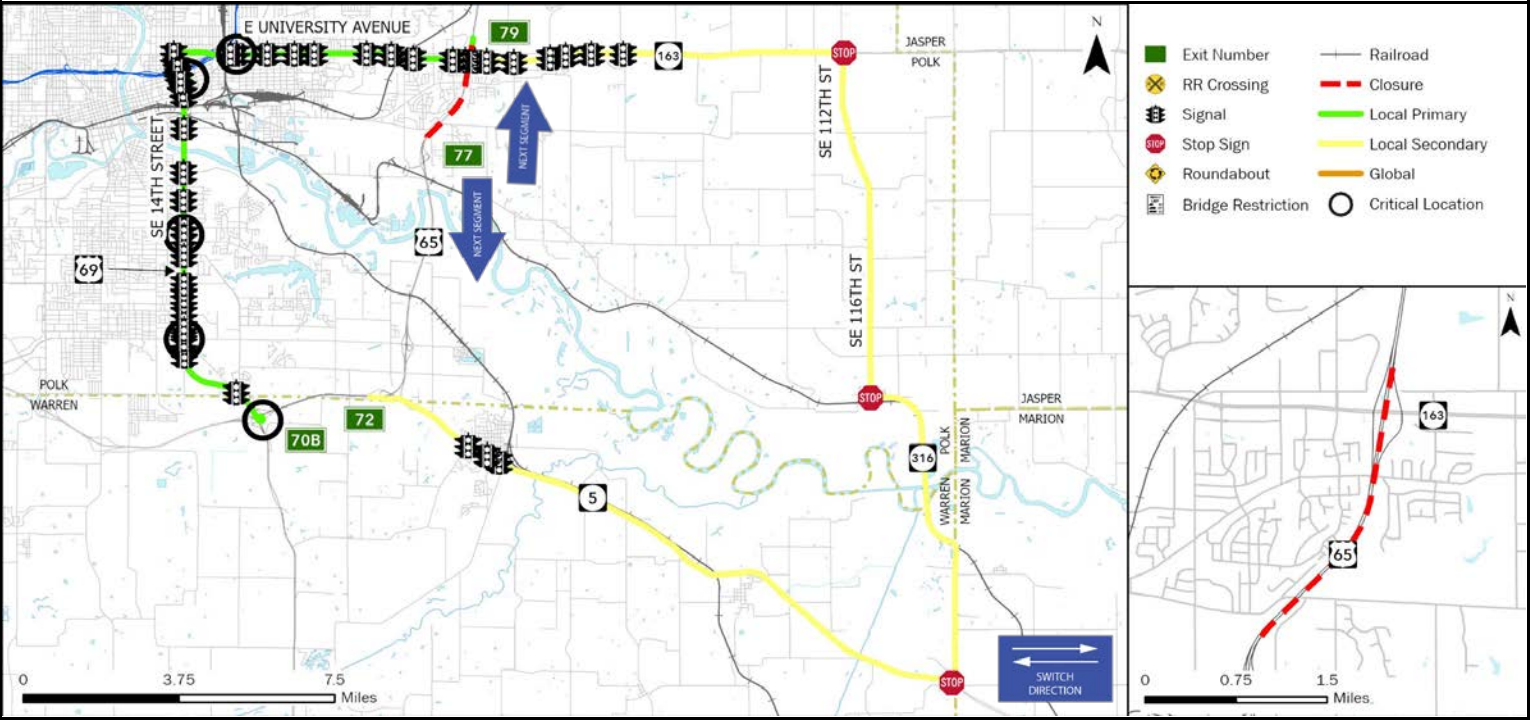 E UNIVERSITY AVENUE
79
163
STOP
JASPER
POLK
N
SE 112TH ST
NEXT SEGMENT
77
SE 14TH STREET
NEXT SEGMENT
65
69
SE 116TH ST
POLK
WARREN
STOP
JASPER
MARION
72
70B
316
POLK
MARION
WARREN
MARION
5
STOP
SWITCH
DIRECTION
0 3.75 7.5
Miles
Exit Number
RR Crossing
Signal
STOP Stop Sign
Roundabout
Bridge Restriction
Railroad
Closure
Local Primary
Local Secondary
Global
Critical Location
N
163
65
0 0.75 1.5
Miles